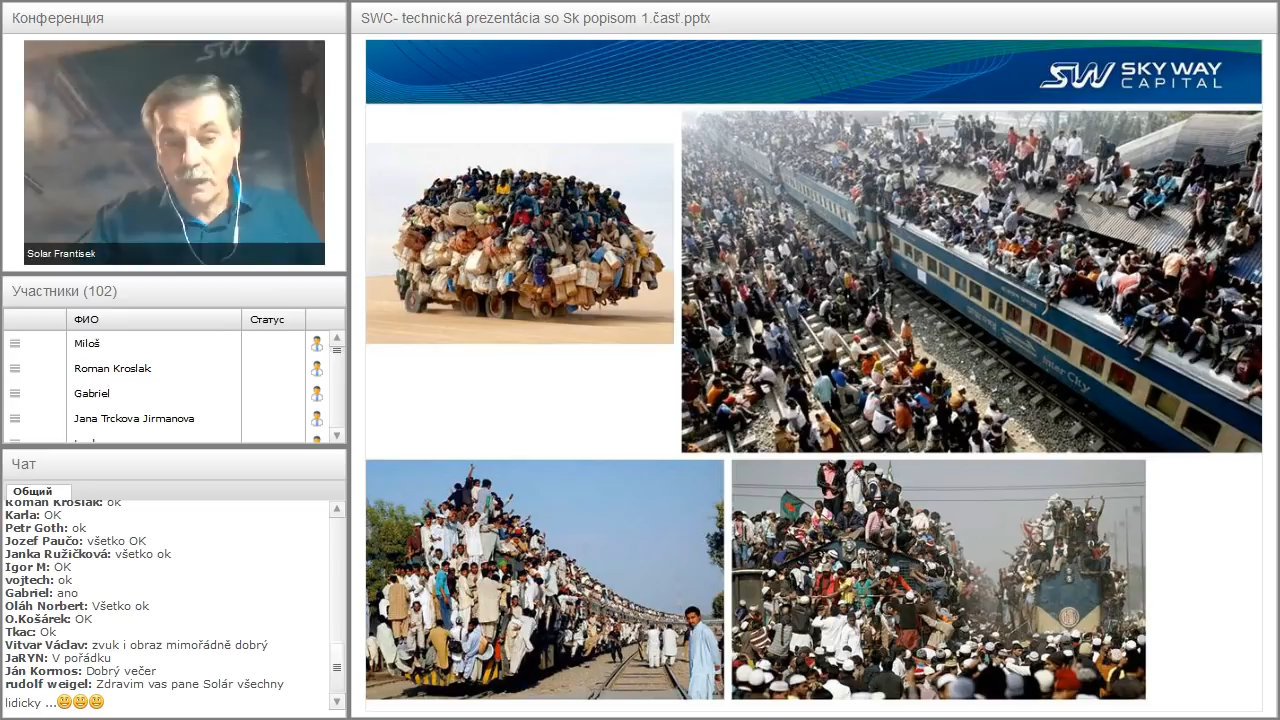 Конференция
Solar Frantisek
Участники (102)
ФИО
Статус
Miloš
Roman Kroslak
Gabriel
Jana Trckova Jirmanova
Чат
Общий
Roman Kroslak: ok
Karla: OK
Petr Goth: ok
Jozef Paučo: všetko OK
Janka Ružičková: všetko ok
Igor M: OK
vojtech: ok
Gabriel: ano
Oláh Norbert: Všetko ok
O.Košárek: OK
Tkac: Ok
Vitvar Václav: zvuk i obraz mimořádně dobrý
JaRYN: V pořádku
Ján Kormos: Dobrý večer
rudolf weigel: Zdravim vas pane Solár všechny
lidicky ...
SWC- technická prezentácia so Sk popisom 1.časť.pptx
SW SKY WAY
CAPITAL
Inter City